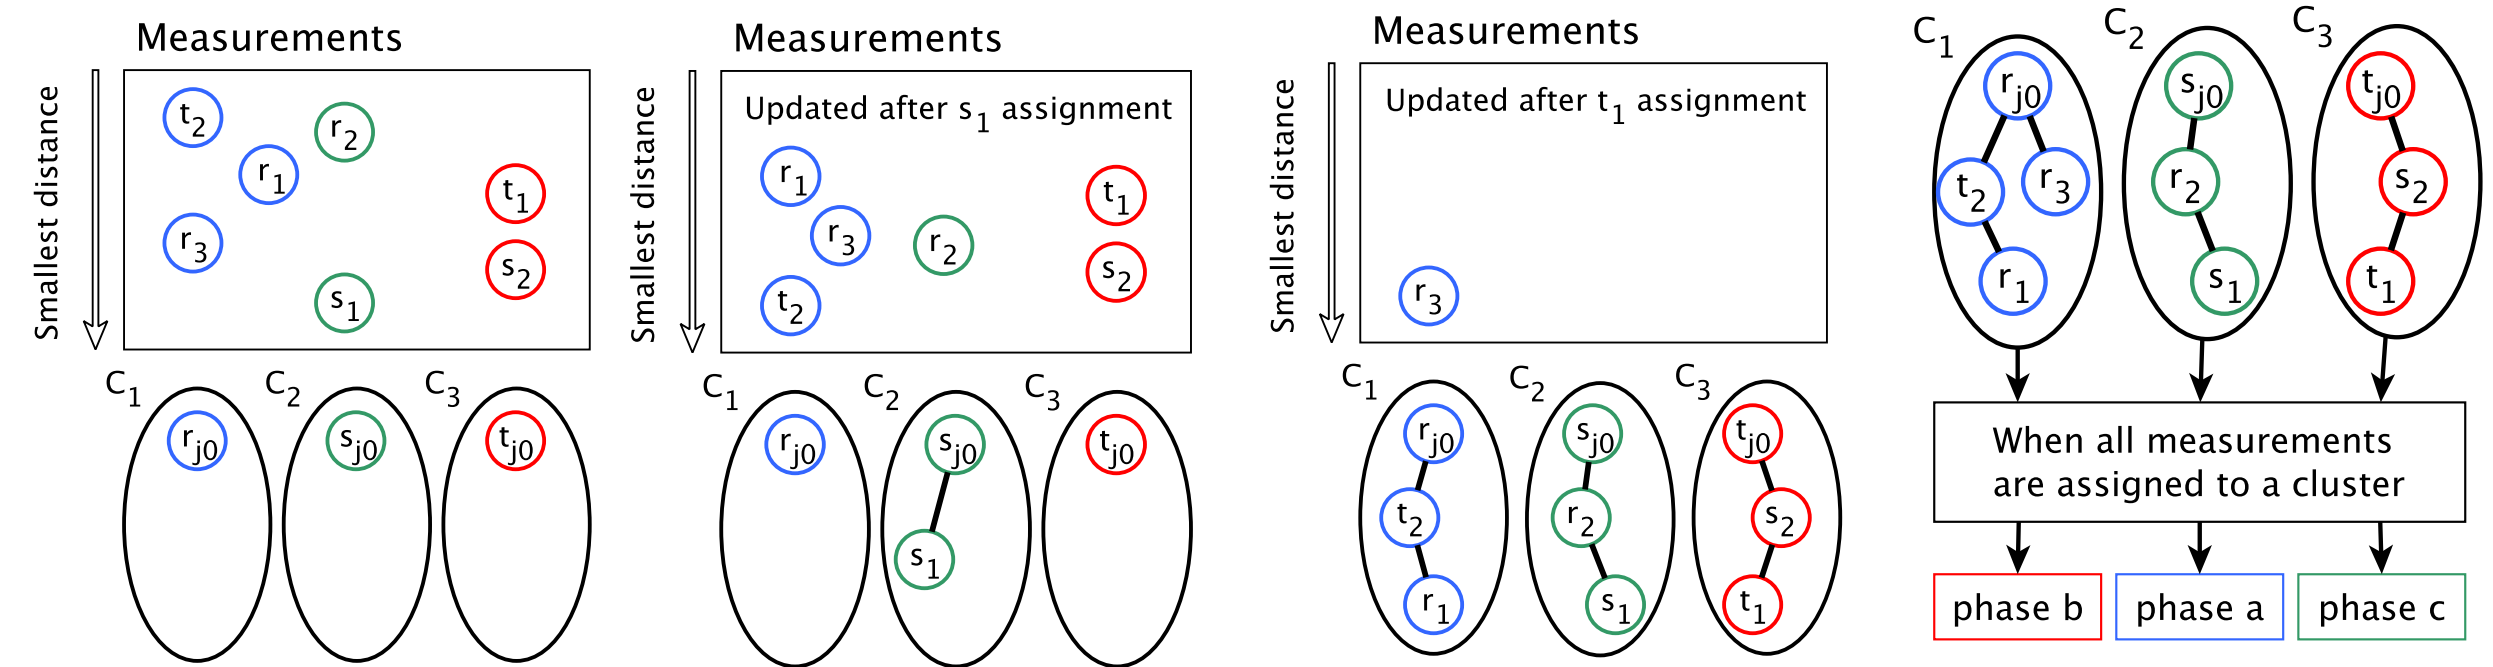 Measurements
Smallest distance
t2
r2
r1
t1
r3
s2
s1
C1
C2
C3
rj0
sj0
tj0
Measurements
Smallest distance
Updated after s1 assignment
r1
t1
r3
r2
s2
t2
C1
C2
C3
rj0
sj0
tj0
s1
Measurements
Smallest distance
Updated after t1 assignment
r3
C1
C2
C3
rj0
sj0
tj0
t2
r2
s2
r1
s1
t1
C1
C2
C3
rj0
sj0
tj0
t2
r3
r2
s2
r1
s1
t1
When all measurements
are assigned to a cluster
phase b
phase a
phase c